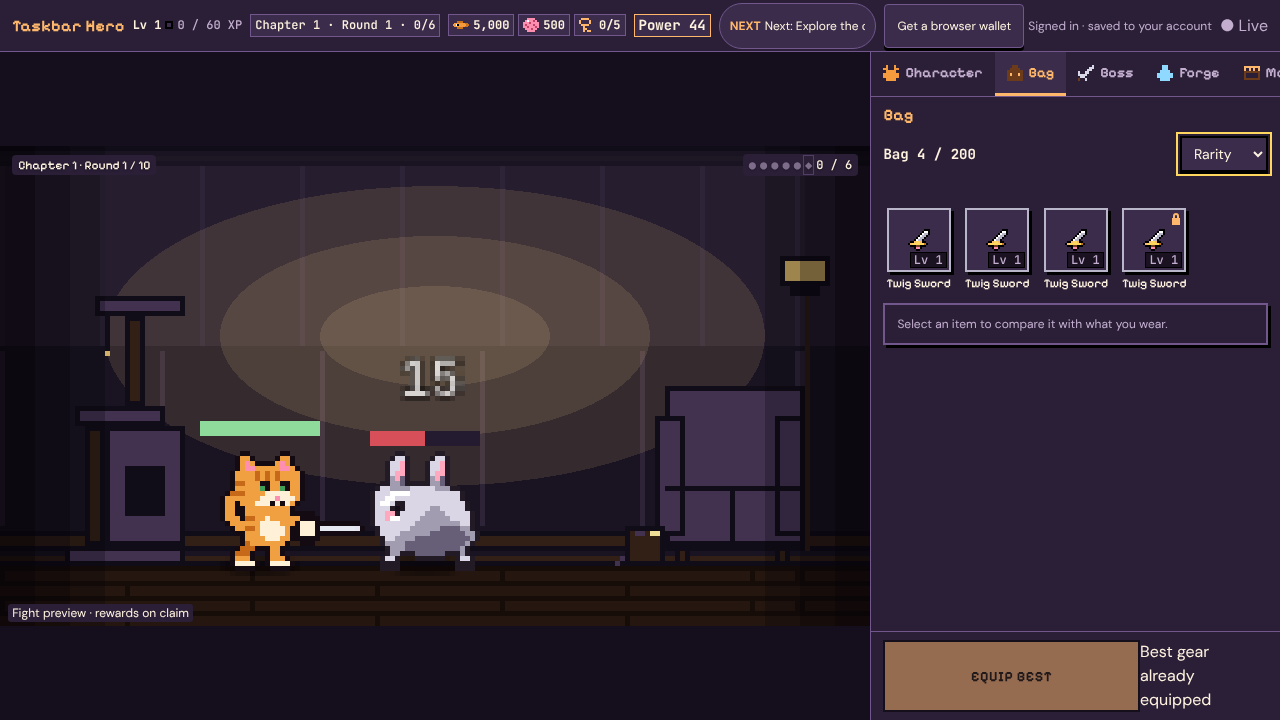 Taskbar Hero
Lv 1
0 / 60 XP
Chapter 1 · Round 1 · 0/6
5,000
500
0/5
Power 44
NEXT Next: Explore the
Get a browser wallet
Signed in · saved to your account
Live
Character
Bag
Boss
Forge
Bag
Bag 4 / 200
Rarity
Chapter 1 · Round 1 / 10
0 / 6
Lv 1
Lv 1
Lv 1
Lv 1
Twig Sword
Twig Sword
Twig Sword
Twig Sword
Select an item to compare it with what you wear.
15
Fight preview · rewards on claim
EQUIP BEST
Best gear
already
equipped